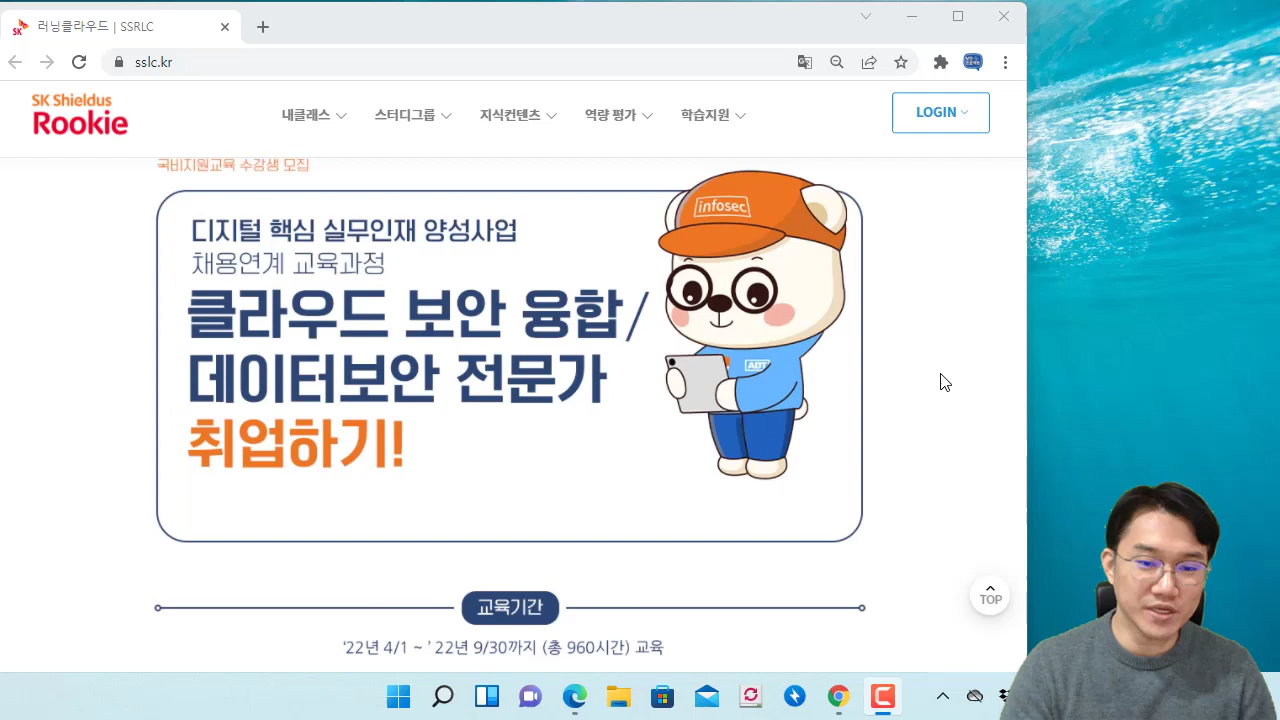 러닝클라우드 | SSRLC
sslc.kr
SK Shieldus
Rookie
내클래스
스터디그룹
지식컨텐츠
역량 평가
학습지원
LOGIN
국비지원교육 수강생 모집
infosec
디지털 핵심 실무인재 양성사업
채용연계 교육과정
클라우드 보안 융합/
데이터보안 전문가
취업하기!
ADT
TOP
교육기간
‘22년 4/1 ~ ’ 22년 9/30까지 (총 960시간) 교육